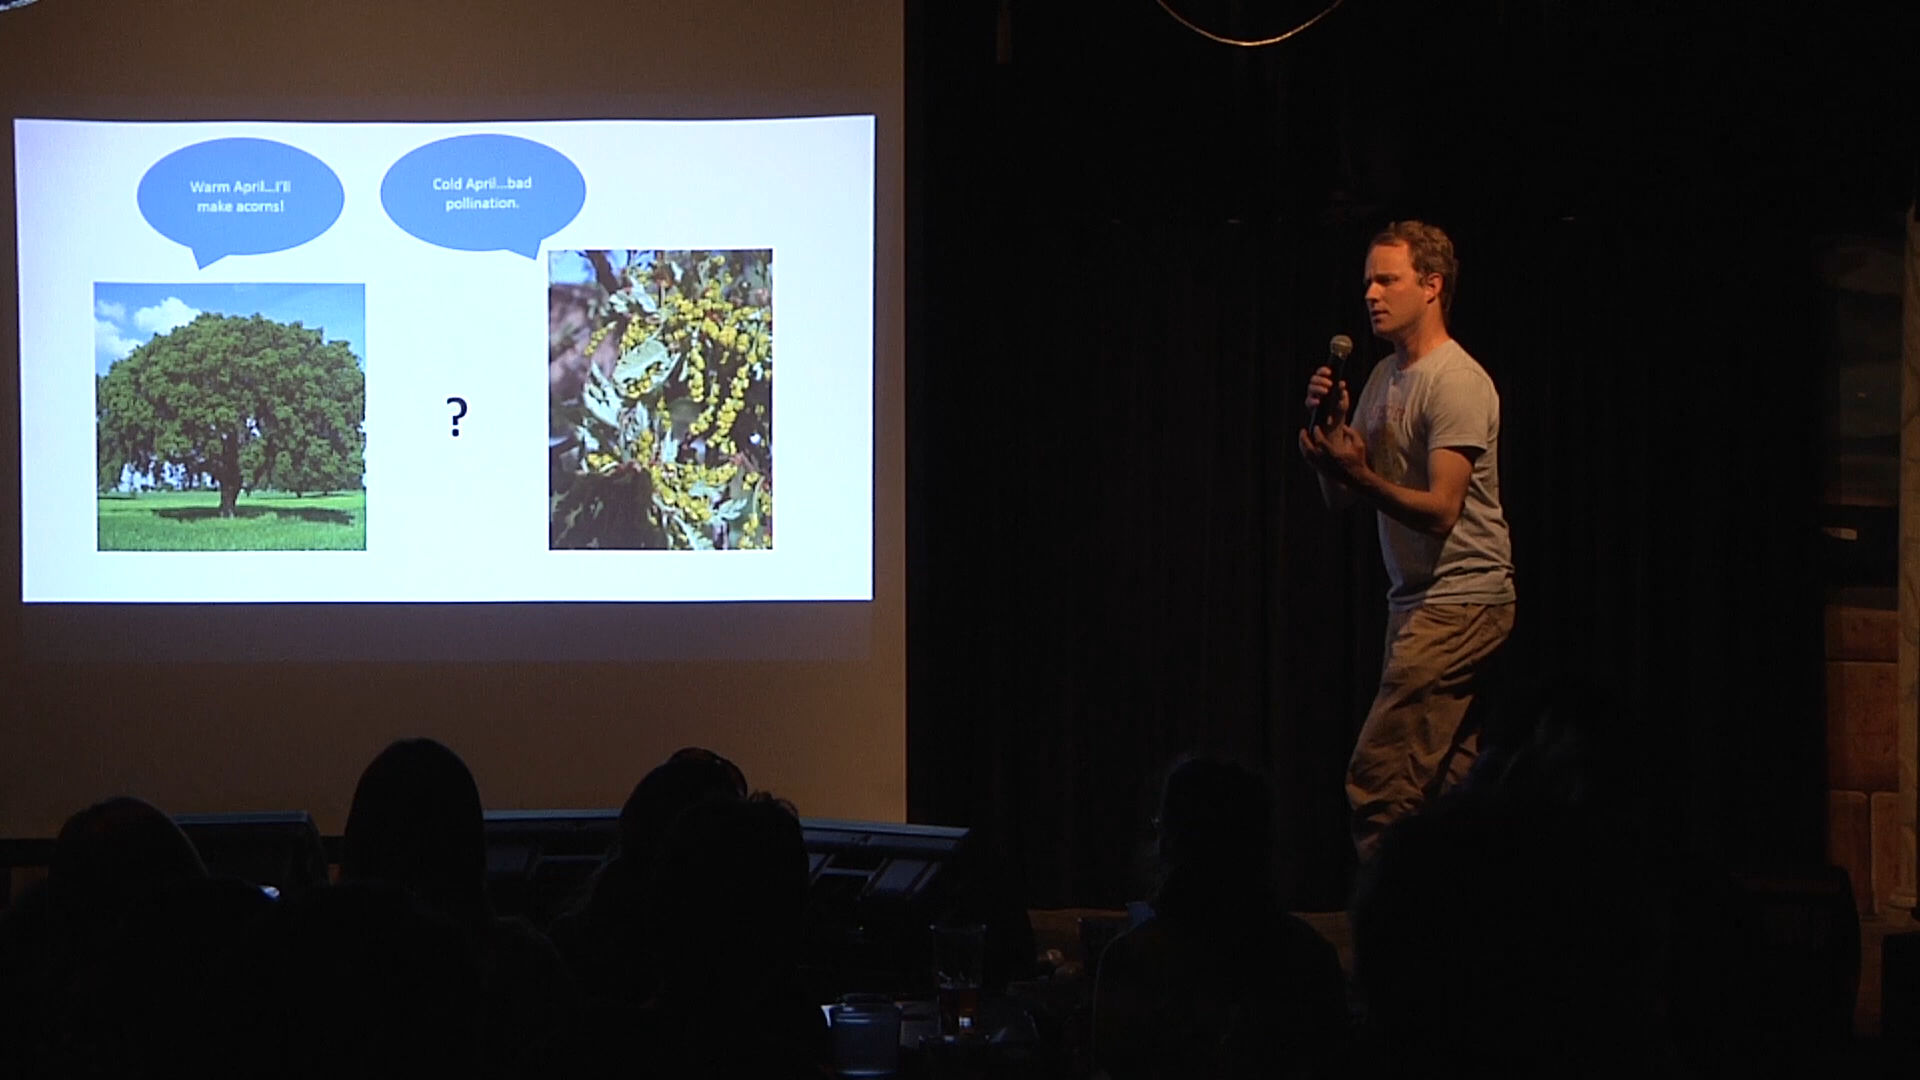 Warm April...I'll
make acorns!
Cold April...bad
pollination.
?